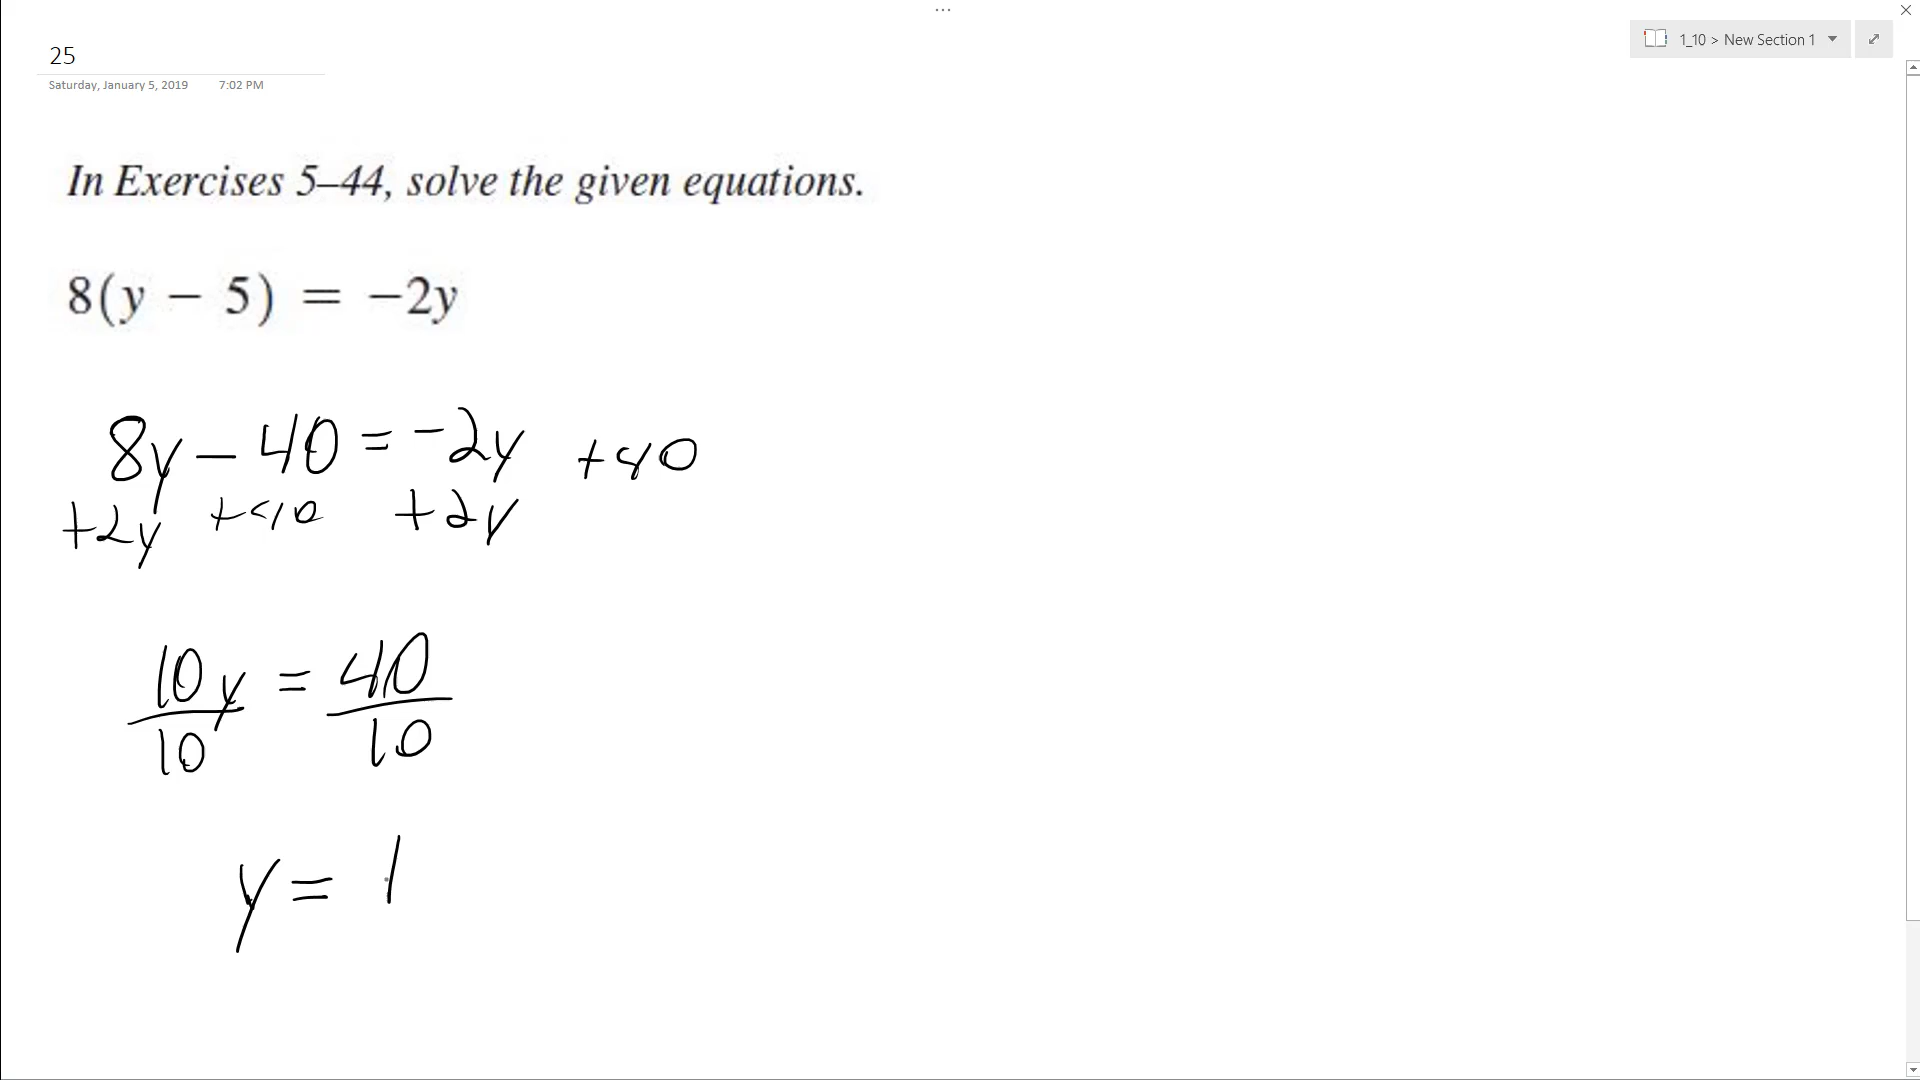 25
Saturday, January 5, 2019 7:02 PM
1_10 > New Section 1
In Exercises 5–44, solve the given equations.
8(y − 5) = −2y
8y − 40 = -2y +40
+2y +40 +2y
10y = 40
10 10
y = 1